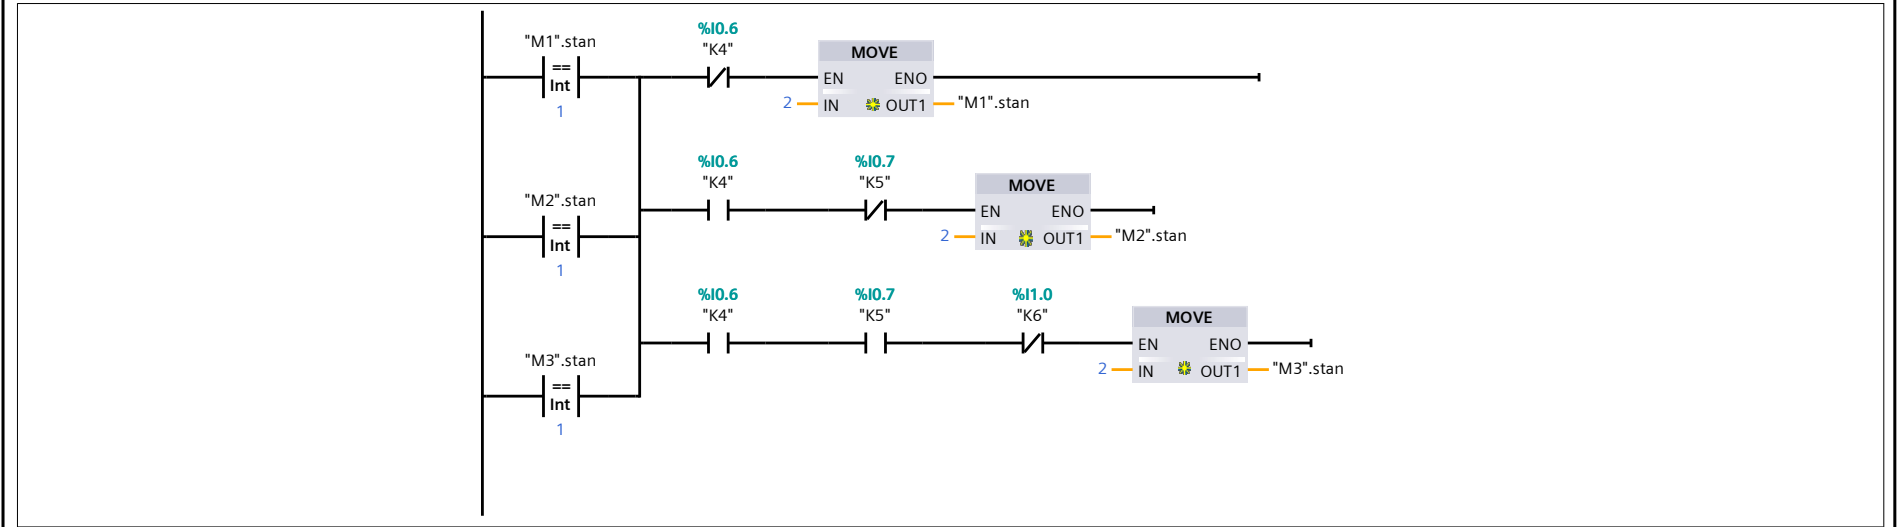 %I0.6
"M1".stan
"K4"
MOVE
==
Int
EN ENO
1
2 IN OUT1 "M1".stan
%I0.6 %I0.7
"K4" "K5"
MOVE
"M2".stan
==
Int
EN ENO
2 IN OUT1 "M2".stan
1
%I0.6 %I0.7 %I1.0
"K4" "K5" "K6"
MOVE
EN ENO
"M3".stan
2 IN OUT1 "M3".stan
==
Int
1